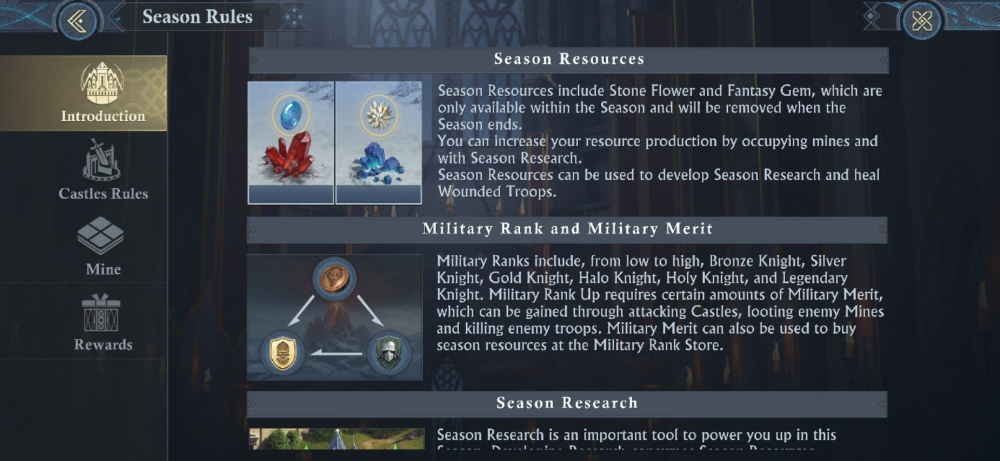 Season Rules
Introduction
Castles Rules
Mine
Rewards
Season Resources
Season Resources include Stone Flower and Fantasy Gem, which are
only available within the Season and will be removed when the
Season ends.
You can increase your resource production by occupying mines and
with Season Research.
Season Resources can be used to develop Season Research and heal
Wounded Troops.
Military Rank and Military Merit
Military Ranks include, from low to high, Bronze Knight, Silver
Knight, Gold Knight, Halo Knight, Holy Knight, and Legendary
Knight. Military Rank Up requires certain amounts of Military Merit,
which can be gained through attacking Castles, looting enemy Mines
and killing enemy troops. Military Merit can also be used to buy
season resources at the Military Rank Store.
Season Research
Season Research is an important tool to power you up in this
Season. Developing Research consumes Season Resources